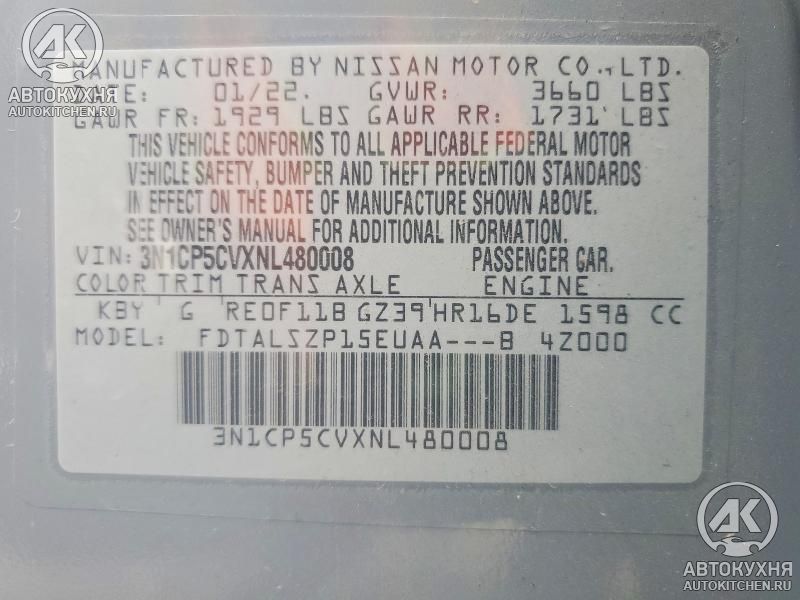 AK
АВТОКУХНЯ
AUTOKITCHEN.RU
MANUFACTURED BY NISSAN MOTOR CO., LTD.
DATE: 01/22 GVWR: 3660 LBS
GAWR FR: 1929 LBS GAWR RR: 1731 LBS
THIS VEHICLE CONFORMS TO ALL APPLICABLE FEDERAL MOTOR
VEHICLE SAFETY, BUMPER AND THEFT PREVENTION STANDARDS
IN EFFECT ON THE DATE OF MANUFACTURE SHOWN ABOVE.
SEE OWNER'S MANUAL FOR ADDITIONAL INFORMATION.
VIN: 3N1CP5CVXNL480008 PASSENGER CAR.
COLOR TRIM TRANS AXLE ENGINE
KBY G RE0F11B GZ39 HR16DE 1598 CC
MODEL: FDTALSZP15EUAA---B 4Z000
3N1CP5CVXNL480008
AK
АВТОКУХНЯ
AUTOKITCHEN.RU